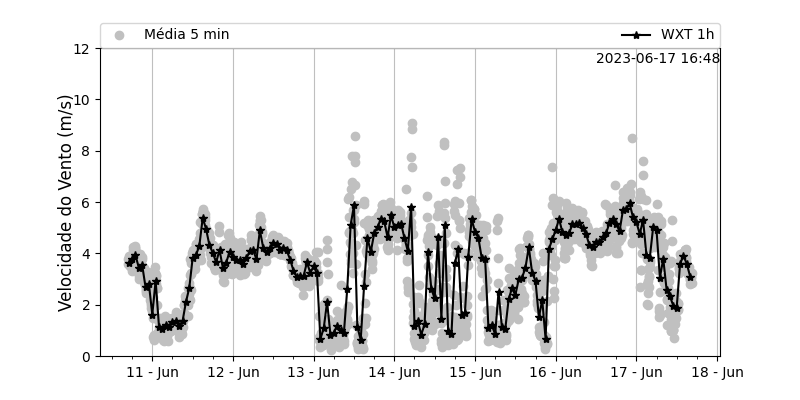 Média 5 min
WXT 1h
2023-06-17 16:48
Velocidade do Vento (m/s)
12
10
8
6
4
2
0
11 - Jun
12 - Jun
13 - Jun
14 - Jun
15 - Jun
16 - Jun
17 - Jun
18 - Jun